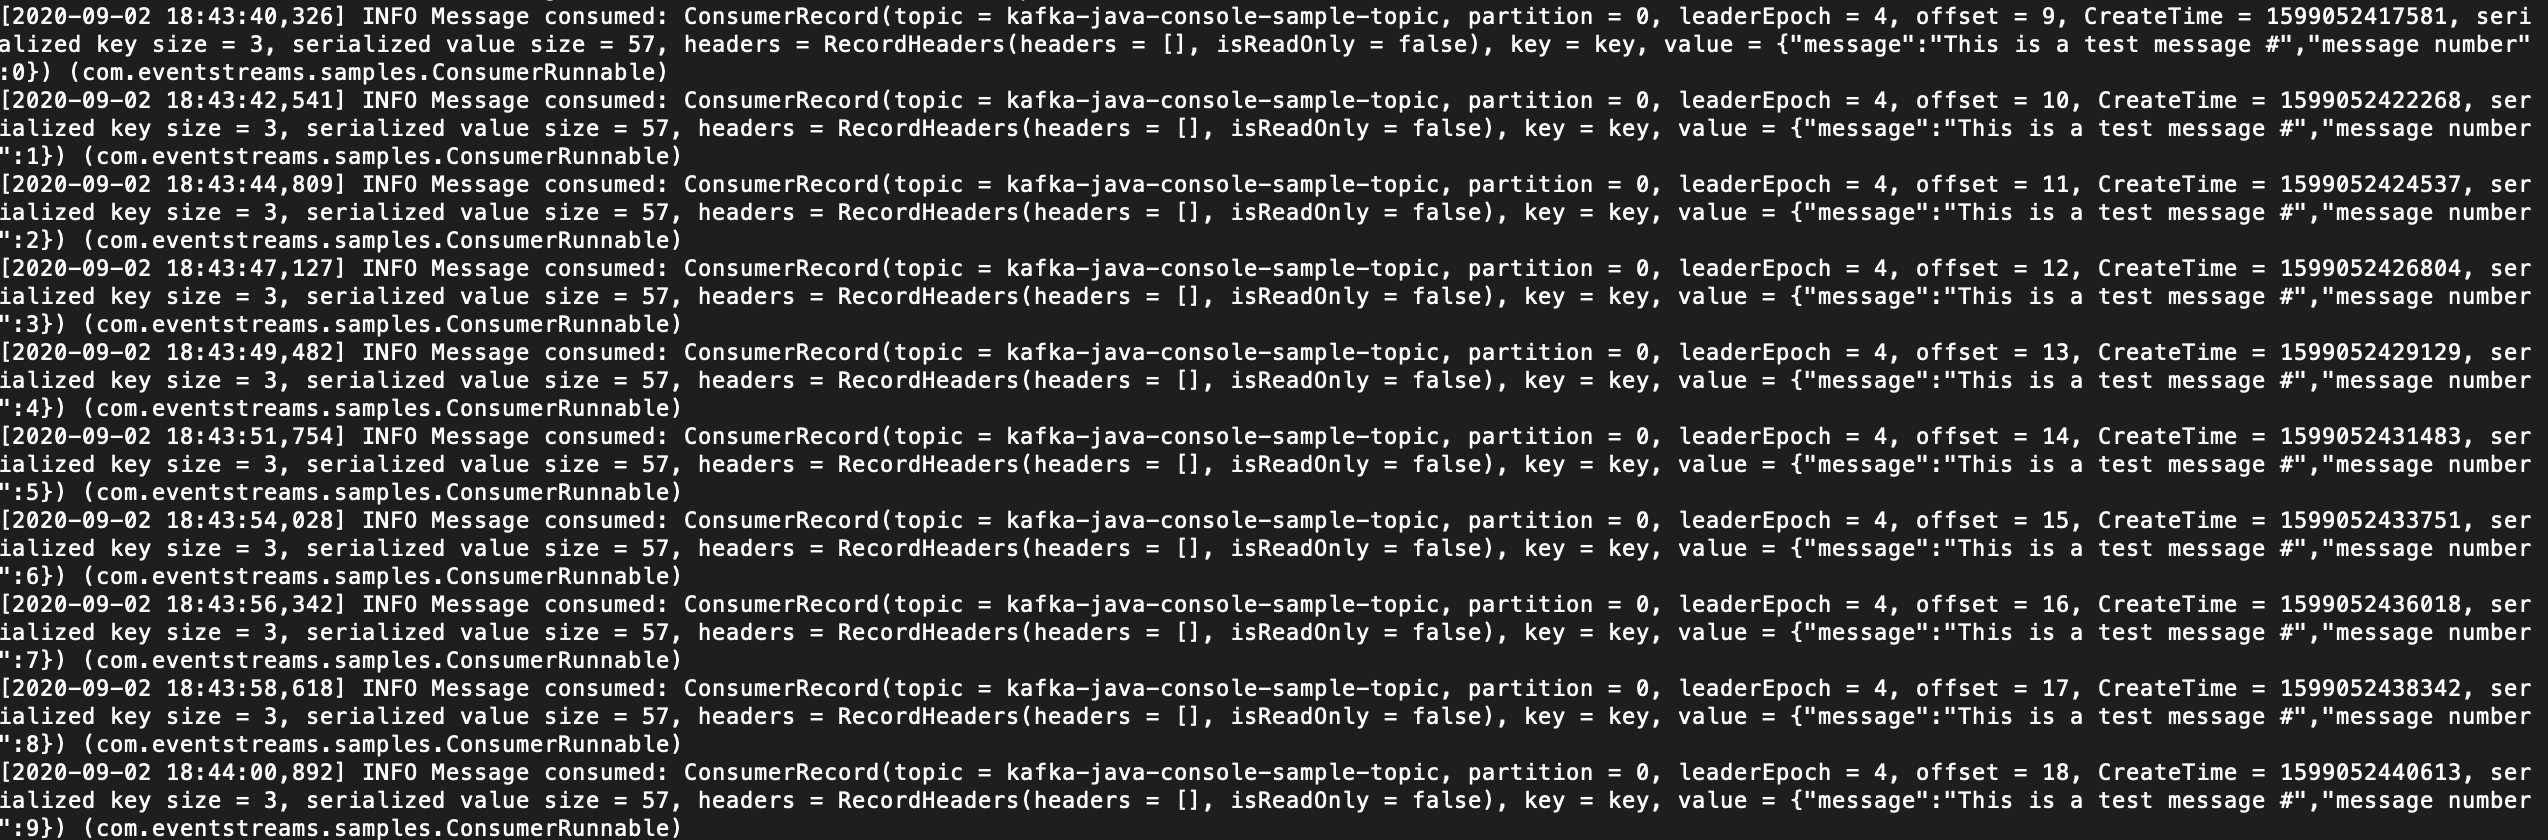 [2020-09-02 18:43:40,326] INFO Message consumed: ConsumerRecord(topic = kafka-java-console-sample-topic, partition = 0, leaderEpoch = 4, offset = 9, CreateTime = 1599052417581, seri
alized key size = 3, serialized value size = 57, headers = RecordHeaders(headers = [], isReadOnly = false), key = key, value = {"message":"This is a test message #","message number"
:0}) (com.eventstreams.samples.ConsumerRunnable)
[2020-09-02 18:43:42,541] INFO Message consumed: ConsumerRecord(topic = kafka-java-console-sample-topic, partition = 0, leaderEpoch = 4, offset = 10, CreateTime = 1599052422268, ser
ialized key size = 3, serialized value size = 57, headers = RecordHeaders(headers = [], isReadOnly = false), key = key, value = {"message":"This is a test message #","message number
":1}) (com.eventstreams.samples.ConsumerRunnable)
[2020-09-02 18:43:44,809] INFO Message consumed: ConsumerRecord(topic = kafka-java-console-sample-topic, partition = 0, leaderEpoch = 4, offset = 11, CreateTime = 1599052424537, ser
ialized key size = 3, serialized value size = 57, headers = RecordHeaders(headers = [], isReadOnly = false), key = key, value = {"message":"This is a test message #","message number
":2}) (com.eventstreams.samples.ConsumerRunnable)
[2020-09-02 18:43:47,127] INFO Message consumed: ConsumerRecord(topic = kafka-java-console-sample-topic, partition = 0, leaderEpoch = 4, offset = 12, CreateTime = 1599052426804, ser
ialized key size = 3, serialized value size = 57, headers = RecordHeaders(headers = [], isReadOnly = false), key = key, value = {"message":"This is a test message #","message number
":3}) (com.eventstreams.samples.ConsumerRunnable)
[2020-09-02 18:43:49,482] INFO Message consumed: ConsumerRecord(topic = kafka-java-console-sample-topic, partition = 0, leaderEpoch = 4, offset = 13, CreateTime = 1599052429129, ser
ialized key size = 3, serialized value size = 57, headers = RecordHeaders(headers = [], isReadOnly = false), key = key, value = {"message":"This is a test message #","message number
":4}) (com.eventstreams.samples.ConsumerRunnable)
[2020-09-02 18:43:51,754] INFO Message consumed: ConsumerRecord(topic = kafka-java-console-sample-topic, partition = 0, leaderEpoch = 4, offset = 14, CreateTime = 1599052431483, ser
ialized key size = 3, serialized value size = 57, headers = RecordHeaders(headers = [], isReadOnly = false), key = key, value = {"message":"This is a test message #","message number
":5}) (com.eventstreams.samples.ConsumerRunnable)
[2020-09-02 18:43:54,028] INFO Message consumed: ConsumerRecord(topic = kafka-java-console-sample-topic, partition = 0, leaderEpoch = 4, offset = 15, CreateTime = 1599052433751, ser
ialized key size = 3, serialized value size = 57, headers = RecordHeaders(headers = [], isReadOnly = false), key = key, value = {"message":"This is a test message #","message number
":6}) (com.eventstreams.samples.ConsumerRunnable)
[2020-09-02 18:43:56,342] INFO Message consumed: ConsumerRecord(topic = kafka-java-console-sample-topic, partition = 0, leaderEpoch = 4, offset = 16, CreateTime = 1599052436018, ser
ialized key size = 3, serialized value size = 57, headers = RecordHeaders(headers = [], isReadOnly = false), key = key, value = {"message":"This is a test message #","message number
":7}) (com.eventstreams.samples.ConsumerRunnable)
[2020-09-02 18:43:58,618] INFO Message consumed: ConsumerRecord(topic = kafka-java-console-sample-topic, partition = 0, leaderEpoch = 4, offset = 17, CreateTime = 1599052438342, ser
ialized key size = 3, serialized value size = 57, headers = RecordHeaders(headers = [], isReadOnly = false), key = key, value = {"message":"This is a test message #","message number
":8}) (com.eventstreams.samples.ConsumerRunnable)
[2020-09-02 18:44:00,892] INFO Message consumed: ConsumerRecord(topic = kafka-java-console-sample-topic, partition = 0, leaderEpoch = 4, offset = 18, CreateTime = 1599052440613, ser
ialized key size = 3, serialized value size = 57, headers = RecordHeaders(headers = [], isReadOnly = false), key = key, value = {"message":"This is a test message #","message number
":9}) (com.eventstreams.samples.ConsumerRunnable)